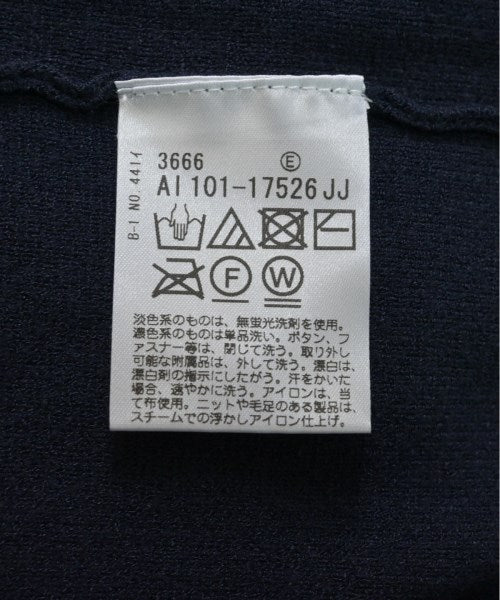 3666 Ⓔ
AI 101-17526 JJ
B-1 NO.441イ
F W
淡色系のものは、無蛍光洗剤を使用。
濃色系のものは単品洗い。ボタン、フ
ァスナー等は、閉じて洗う。取り外し
可能な附属品は、外して洗う。漂白は、
漂白剤の指示にしたがう。汗をかいた
場合、速やかに洗う。アイロンは、当
て布使用。ニットや毛足のある製品は、
スチームでの浮かしアイロン仕上げ。